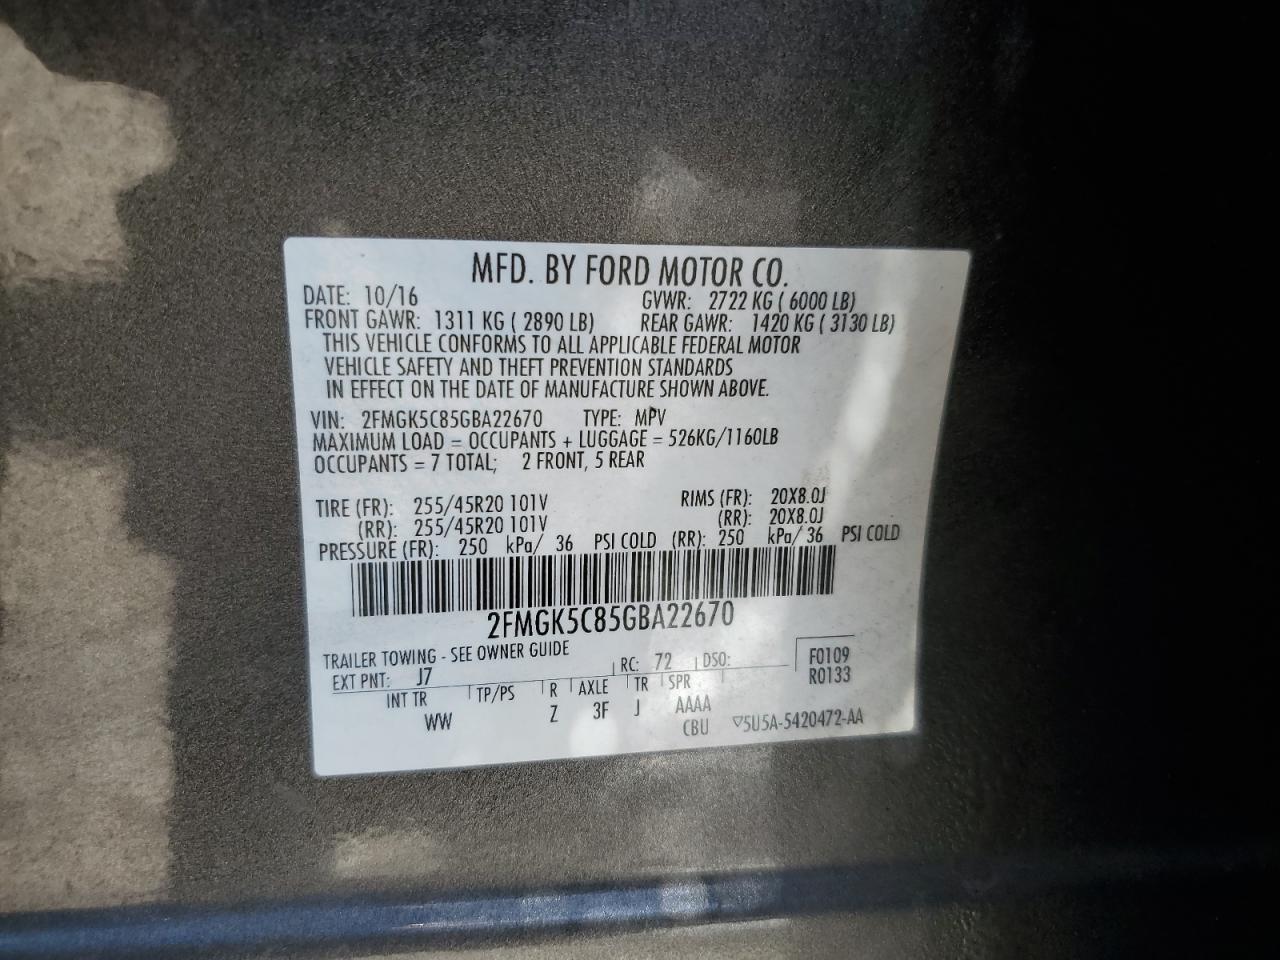 MFD. BY FORD MOTOR CO.
DATE: 10/16 GVWR: 2722 KG ( 6000 LB)
FRONT GAWR: 1311 KG ( 2890 LB) REAR GAWR: 1420 KG ( 3130 LB)
THIS VEHICLE CONFORMS TO ALL APPLICABLE FEDERAL MOTOR
VEHICLE SAFETY AND THEFT PREVENTION STANDARDS
IN EFFECT ON THE DATE OF MANUFACTURE SHOWN ABOVE.
VIN: 2FMGK5C85GBA22670 TYPE: MPV
MAXIMUM LOAD = OCCUPANTS + LUGGAGE = 526KG/1160LB
OCCUPANTS = 7 TOTAL; 2 FRONT, 5 REAR
TIRE (FR): 255/45R20 101V RIMS (FR): 20X8.0J
(RR): 255/45R20 101V (RR): 20X8.0J
PRESSURE (FR): 250 kPa/ 36 PSI COLD (RR): 250 kPa/ 36 PSI COLD
2FMGK5C85GBA22670
TRAILER TOWING - SEE OWNER GUIDE
EXT PNT: J7 RC: 72 DSO: F0109
INT TR TP/PS R AXLE TR SPR R0133
WW Z 3F J AAAA
CBU ▽5U5A-5420472-AA